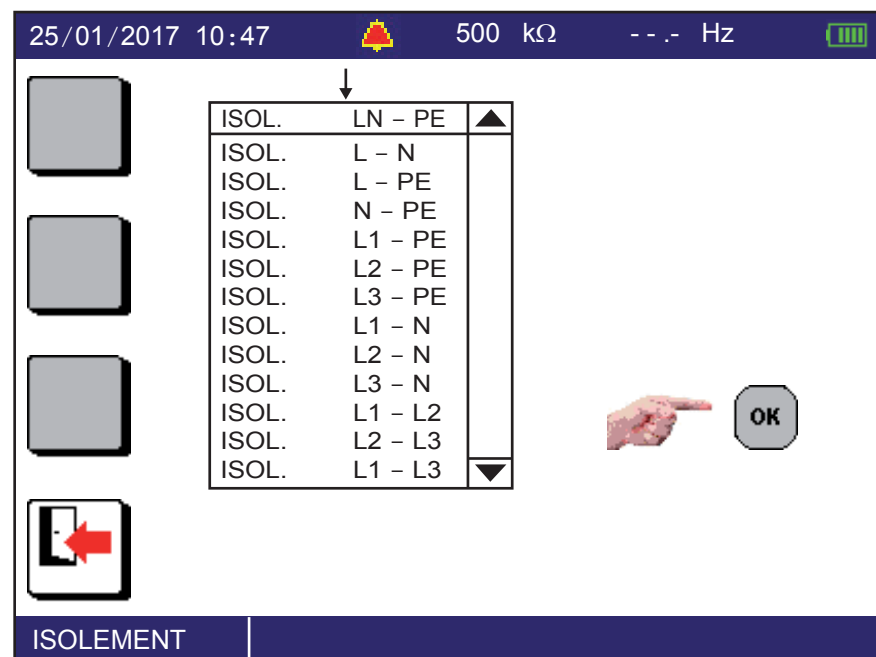 25/01/2017 10:47 500 kΩ - - .- Hz
ISOL. LN – PE
ISOL. L – N
ISOL. L – PE
ISOL. N – PE
ISOL. L1 – PE
ISOL. L2 – PE
ISOL. L3 – PE
ISOL. L1 – N
ISOL. L2 – N
ISOL. L3 – N
ISOL. L1 – L2
ISOL. L2 – L3
ISOL. L1 – L3
OK
ISOLEMENT